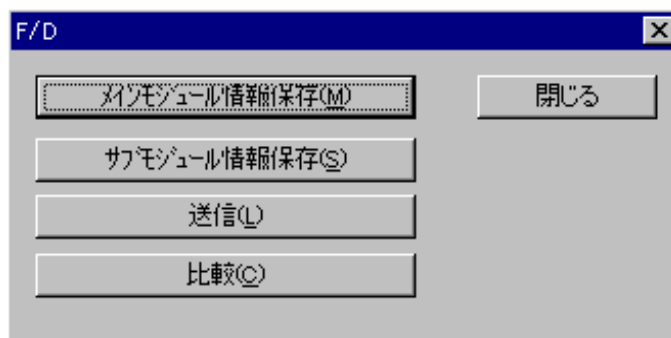 F/D
メインモジュール情報保存(M)
閉じる
サブモジュール情報保存(S)
送信(L)
比較(C)